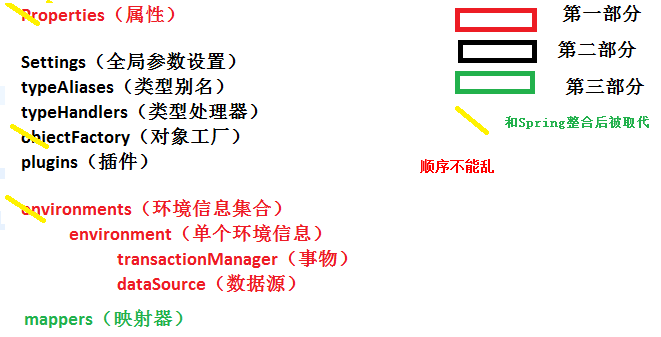 Properties（属性）
第一部分
Settings（全局参数设置）
第二部分
typeAliases（类型别名）
第三部分
typeHandlers（类型处理器）
和Spring整合后被取代
objectFactory（对象工厂）
plugins（插件）
顺序不能乱
environments（环境信息集合）
environment（单个环境信息）
transactionManager（事物）
dataSource（数据源）
mappers（映射器）